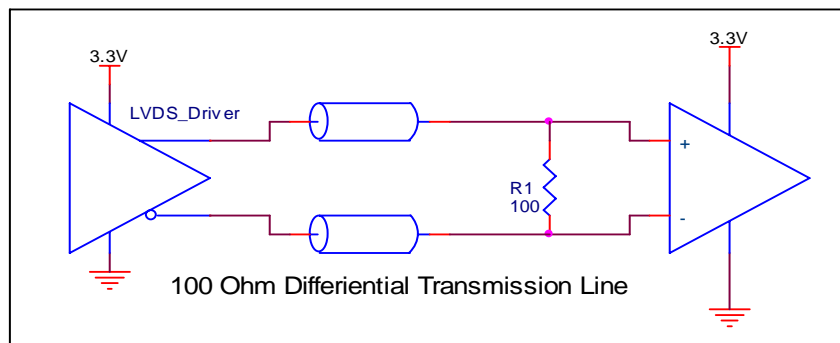 3.3V
3.3V
LVDS_Driver
+
R1
100
-
100 Ohm Differiential Transmission Line